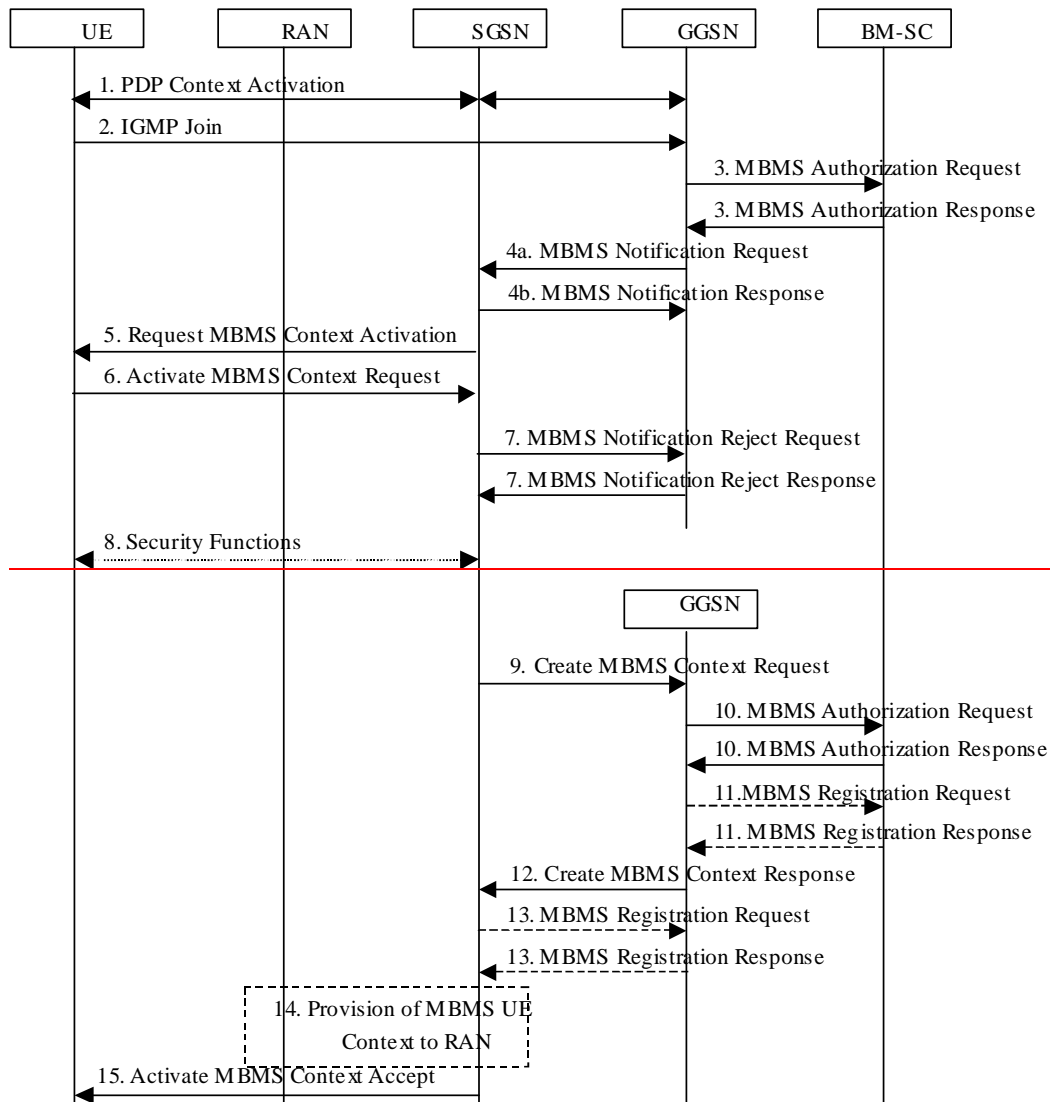 UE RAN SGSN GGSN BM-SC
1. PDP Context Activation
2. IGMP Join
3. MBMS Authorization Request
3. MBMS Authorization Response
4a. MBMS Notification Request
4b. MBMS Notification Response
5. Request MBMS Context Activation
6. Activate MBMS Context Request
7. MBMS Notification Reject Request
7. MBMS Notification Reject Response
8. Security Functions
GGSN
9. Create MBMS Context Request
10. MBMS Authorization Request
10. MBMS Authorization Response
11.MBMS Registration Request
11. MBMS Registration Response
12. Create MBMS Context Response
13. MBMS Registration Request
13. MBMS Registration Response
14. Provision of MBMS UE
Context to RAN
15. Activate MBMS Context Accept